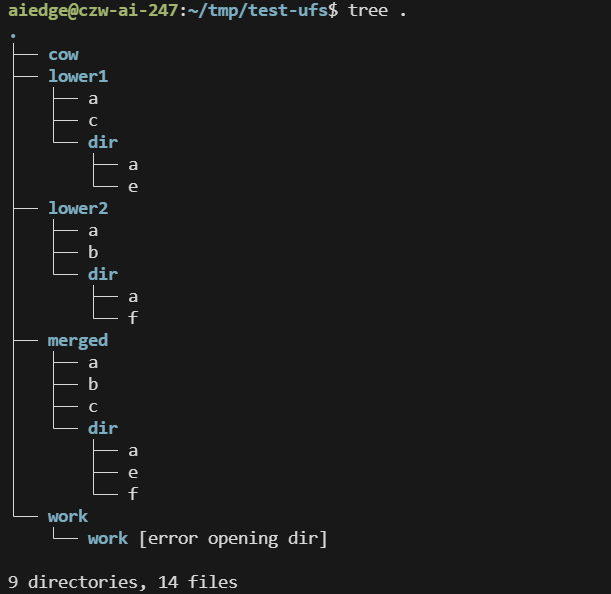 aiedge@czw-ai-247:~/tmp/test-ufs$ tree .
.
├── cow
├── lower1
│   ├── a
│   ├── c
│   └── dir
│       ├── a
│       └── e
├── lower2
│   ├── a
│   ├── b
│   └── dir
│       ├── a
│       └── f
├── merged
│   ├── a
│   ├── b
│   ├── c
│   └── dir
│       ├── a
│       ├── e
│       └── f
└── work
    └── work [error opening dir]

9 directories, 14 files